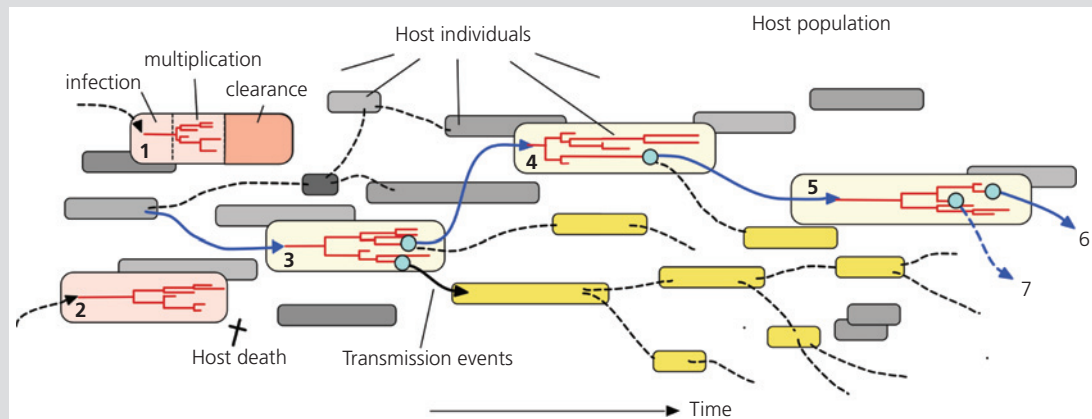 Host population
Host individuals
multiplication
infection
clearance
1
4
5
3
6
2
7
Host death
Transmission events
Time